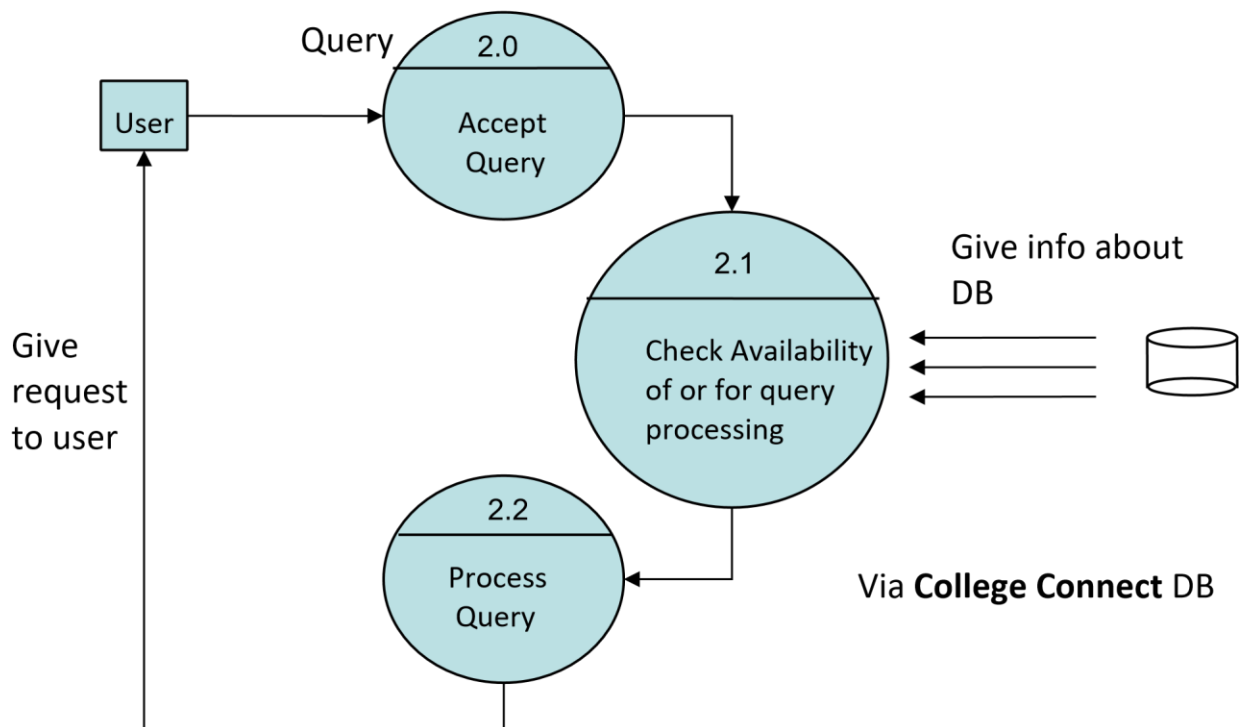 Query
2.0
User
Accept
Query
2.1
Give info about
DB
Check Availability
of or for query
processing
Give
request
to user
2.2
Process
Query
Via College Connect DB